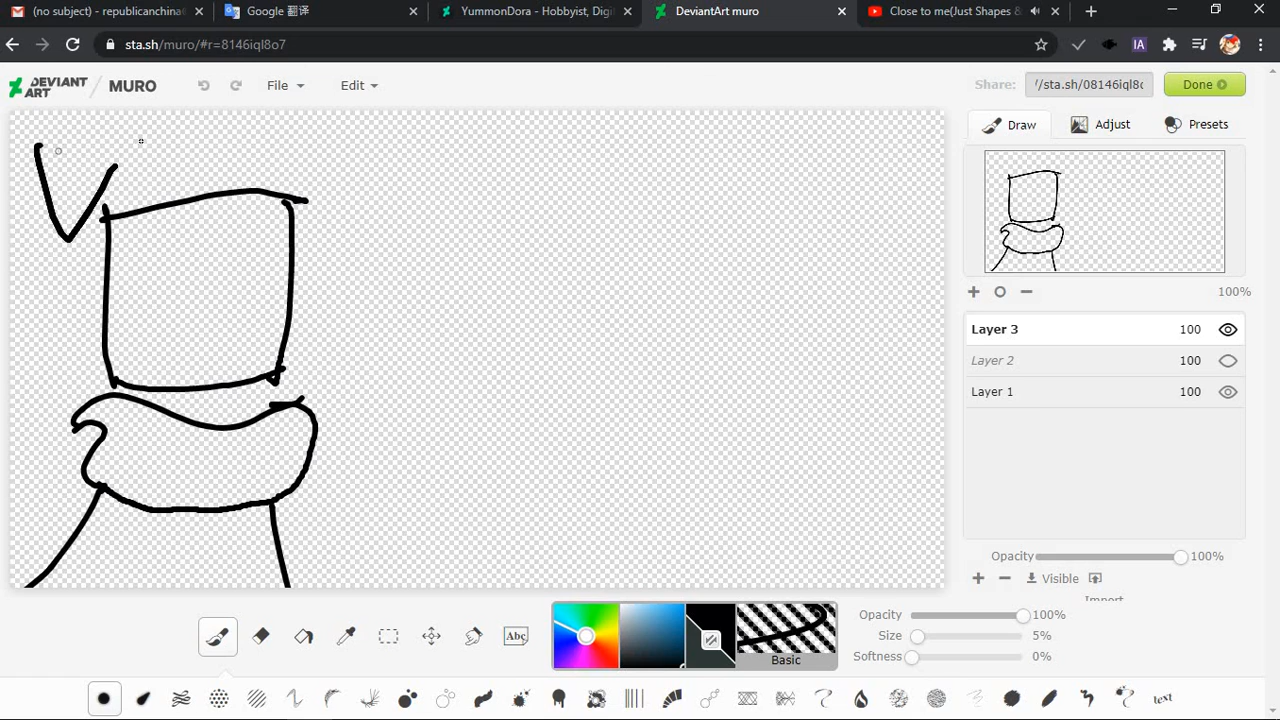 (no subject) - republicanchina
Google 翻译
YummonDora - Hobbyist, Digi
DeviantArt muro
Close to me(Just Shapes &
sta.sh/muro/#r=8146iql8o7
IA
DEVIANT ART
MURO
File
Edit
Share:
//sta.sh/08146iql8o
Done
Draw
Adjust
Presets
100%
Layer 3 100
Layer 2 100
Layer 1 100
Opacity 100%
Visible
Import
Abc
Basic
Opacity 100%
Size 5%
Softness 0%
text